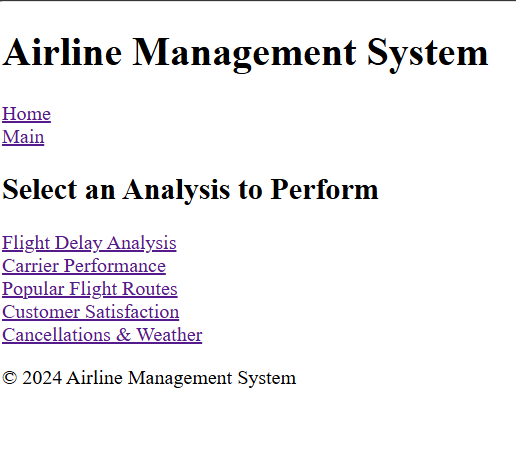 Airline Management System
Home
Main
Select an Analysis to Perform
Flight Delay Analysis
Carrier Performance
Popular Flight Routes
Customer Satisfaction
Cancellations & Weather
© 2024 Airline Management System